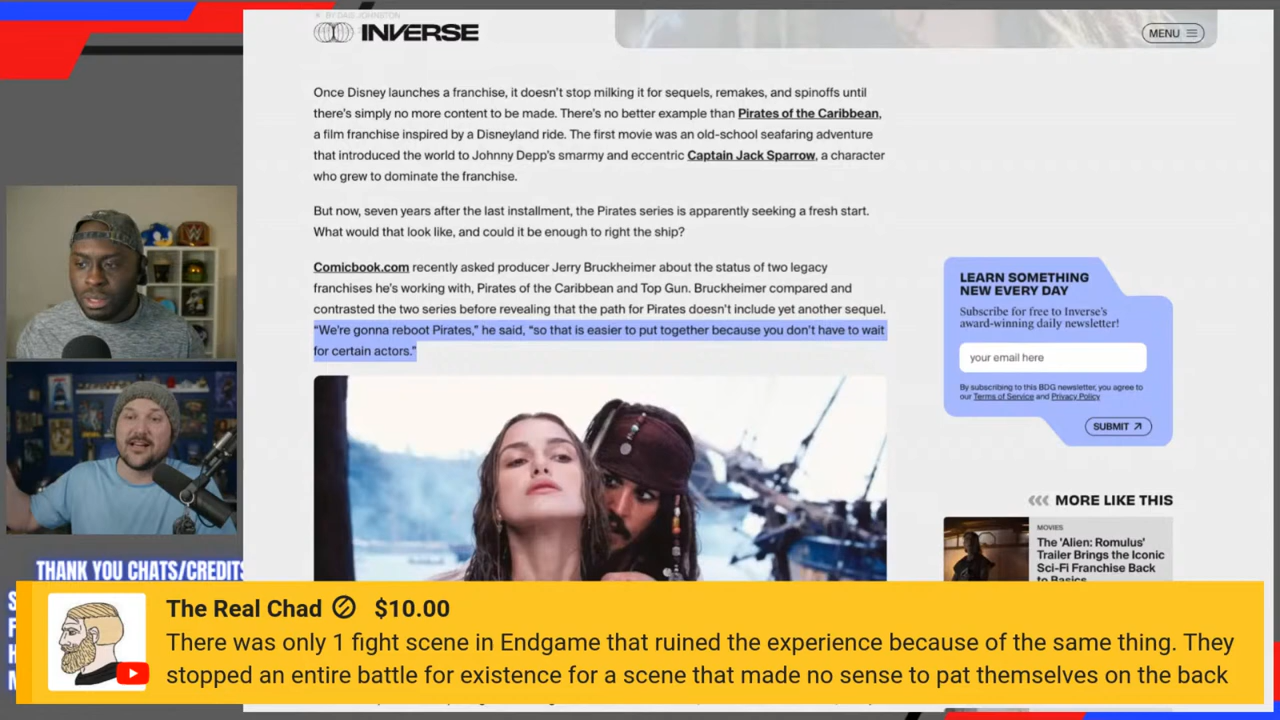 BY DAIS JOHNSTON
INVERSE
MENU
Once Disney launches a franchise, it doesn't stop milking it for sequels, remakes, and spinoffs until
there's simply no more content to be made. There's no better example than Pirates of the Caribbean,
a film franchise inspired by a Disneyland ride. The first movie was an old-school seafaring adventure
that introduced the world to Johnny Depp's smarmy and eccentric Captain Jack Sparrow, a character
who grew to dominate the franchise.
But now, seven years after the last installment, the Pirates series is apparently seeking a fresh start.
What would that look like, and could it be enough to right the ship?
Comicbook.com recently asked producer Jerry Bruckheimer about the status of two legacy
franchises he's working with, Pirates of the Caribbean and Top Gun. Bruckheimer compared and
contrasted the two series before revealing that the path for Pirates doesn't include yet another sequel.
“We're gonna reboot Pirates,” he said, “so that is easier to put together because you don't have to wait
for certain actors.”
LEARN SOMETHING
NEW EVERY DAY
Subscribe for free to Inverse's
award-winning daily newsletter!
your email here
By subscribing to this BDG newsletter, you agree to
our Terms of Service and Privacy Policy
SUBMIT
MORE LIKE THIS
MOVIES
The 'Alien: Romulus'
Trailer Brings the Iconic
Sci-Fi Franchise Back
to Basics
THANK YOU CHATS/CREDITS
The Real Chad $10.00
There was only 1 fight scene in Endgame that ruined the experience because of the same thing. They
stopped an entire battle for existence for a scene that made no sense to pat themselves on the back